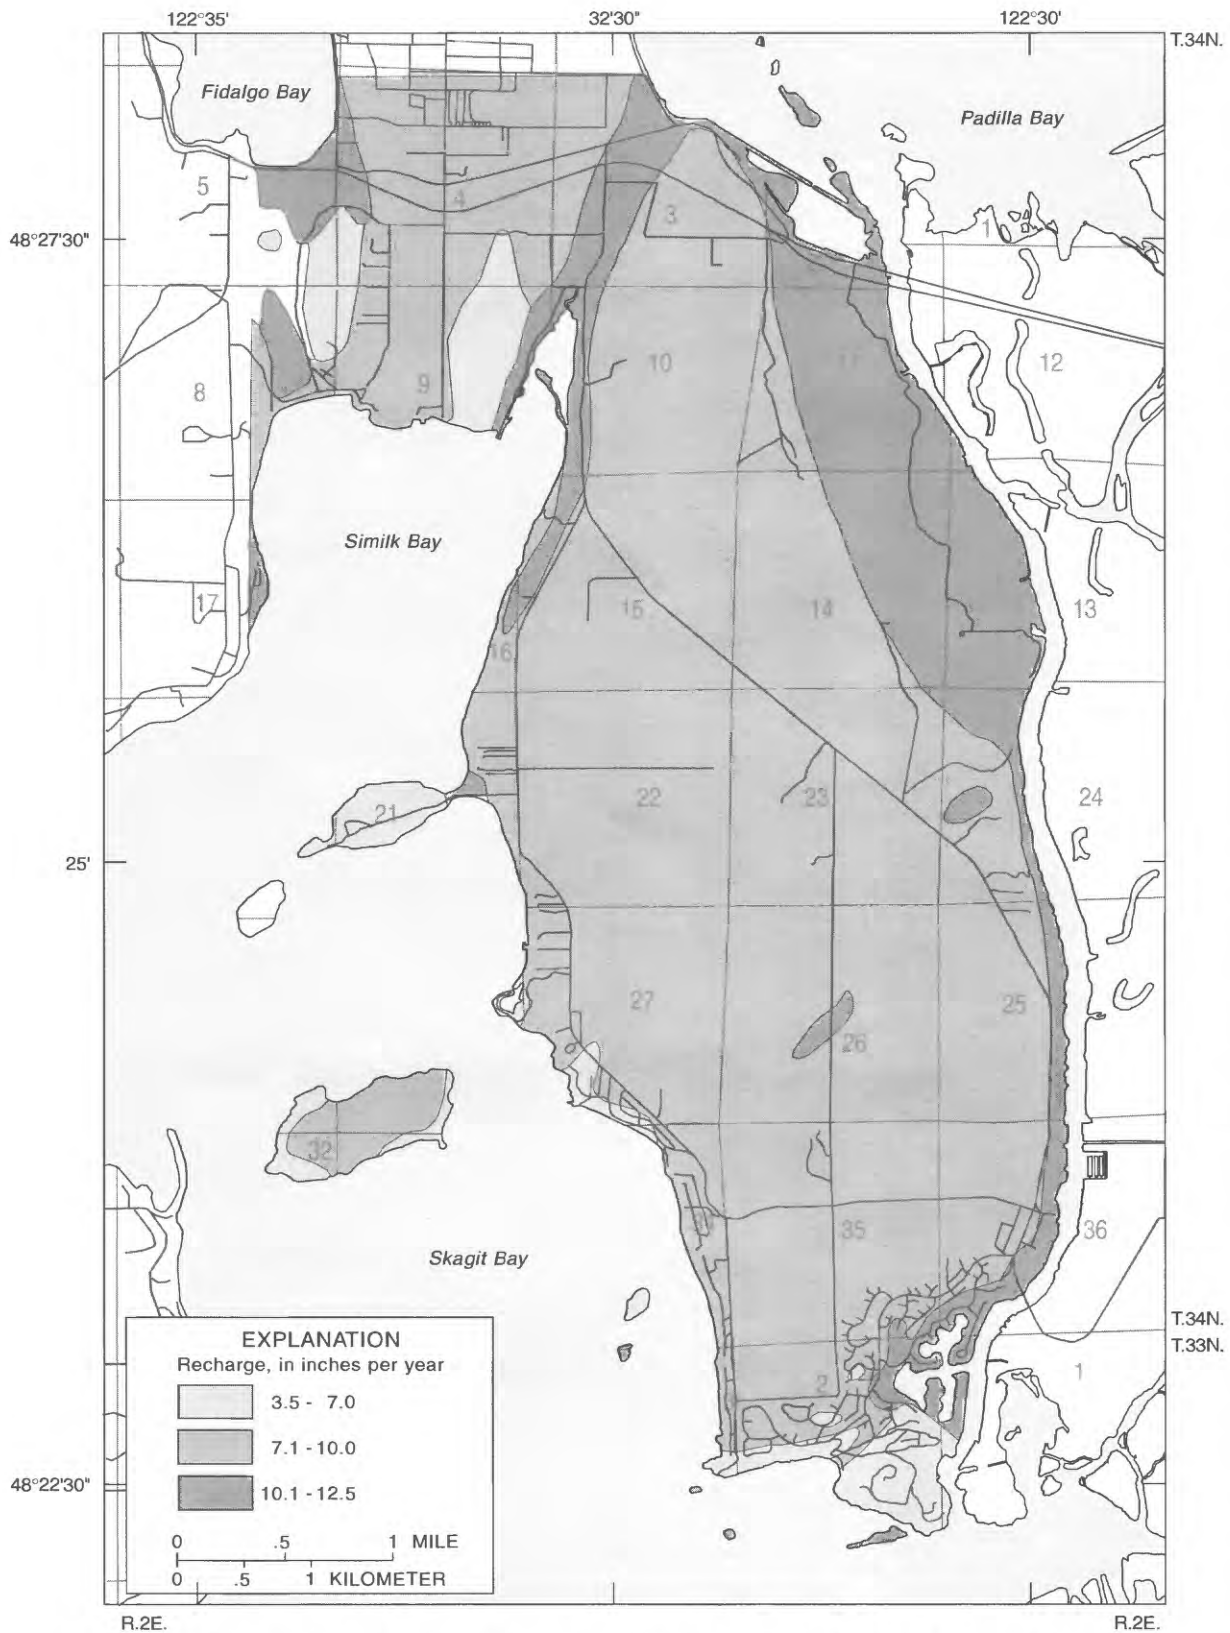 122°35'
32'30"
122°30'
T.34N.
Fidalgo Bay
Padilla Bay
5
4
3
1
48°27'30"
8
9
10
11
12
Similk Bay
17
16
15
14
13
21
22
23
24
25'
27
26
25
32
35
36
Skagit Bay
T.34N.
T.33N.
2
1
EXPLANATION
Recharge, in inches per year
3.5 - 7.0
7.1 - 10.0
10.1 - 12.5
48°22'30"
0 .5 1 MILE
0 .5 1 KILOMETER
R.2E.
R.2E.